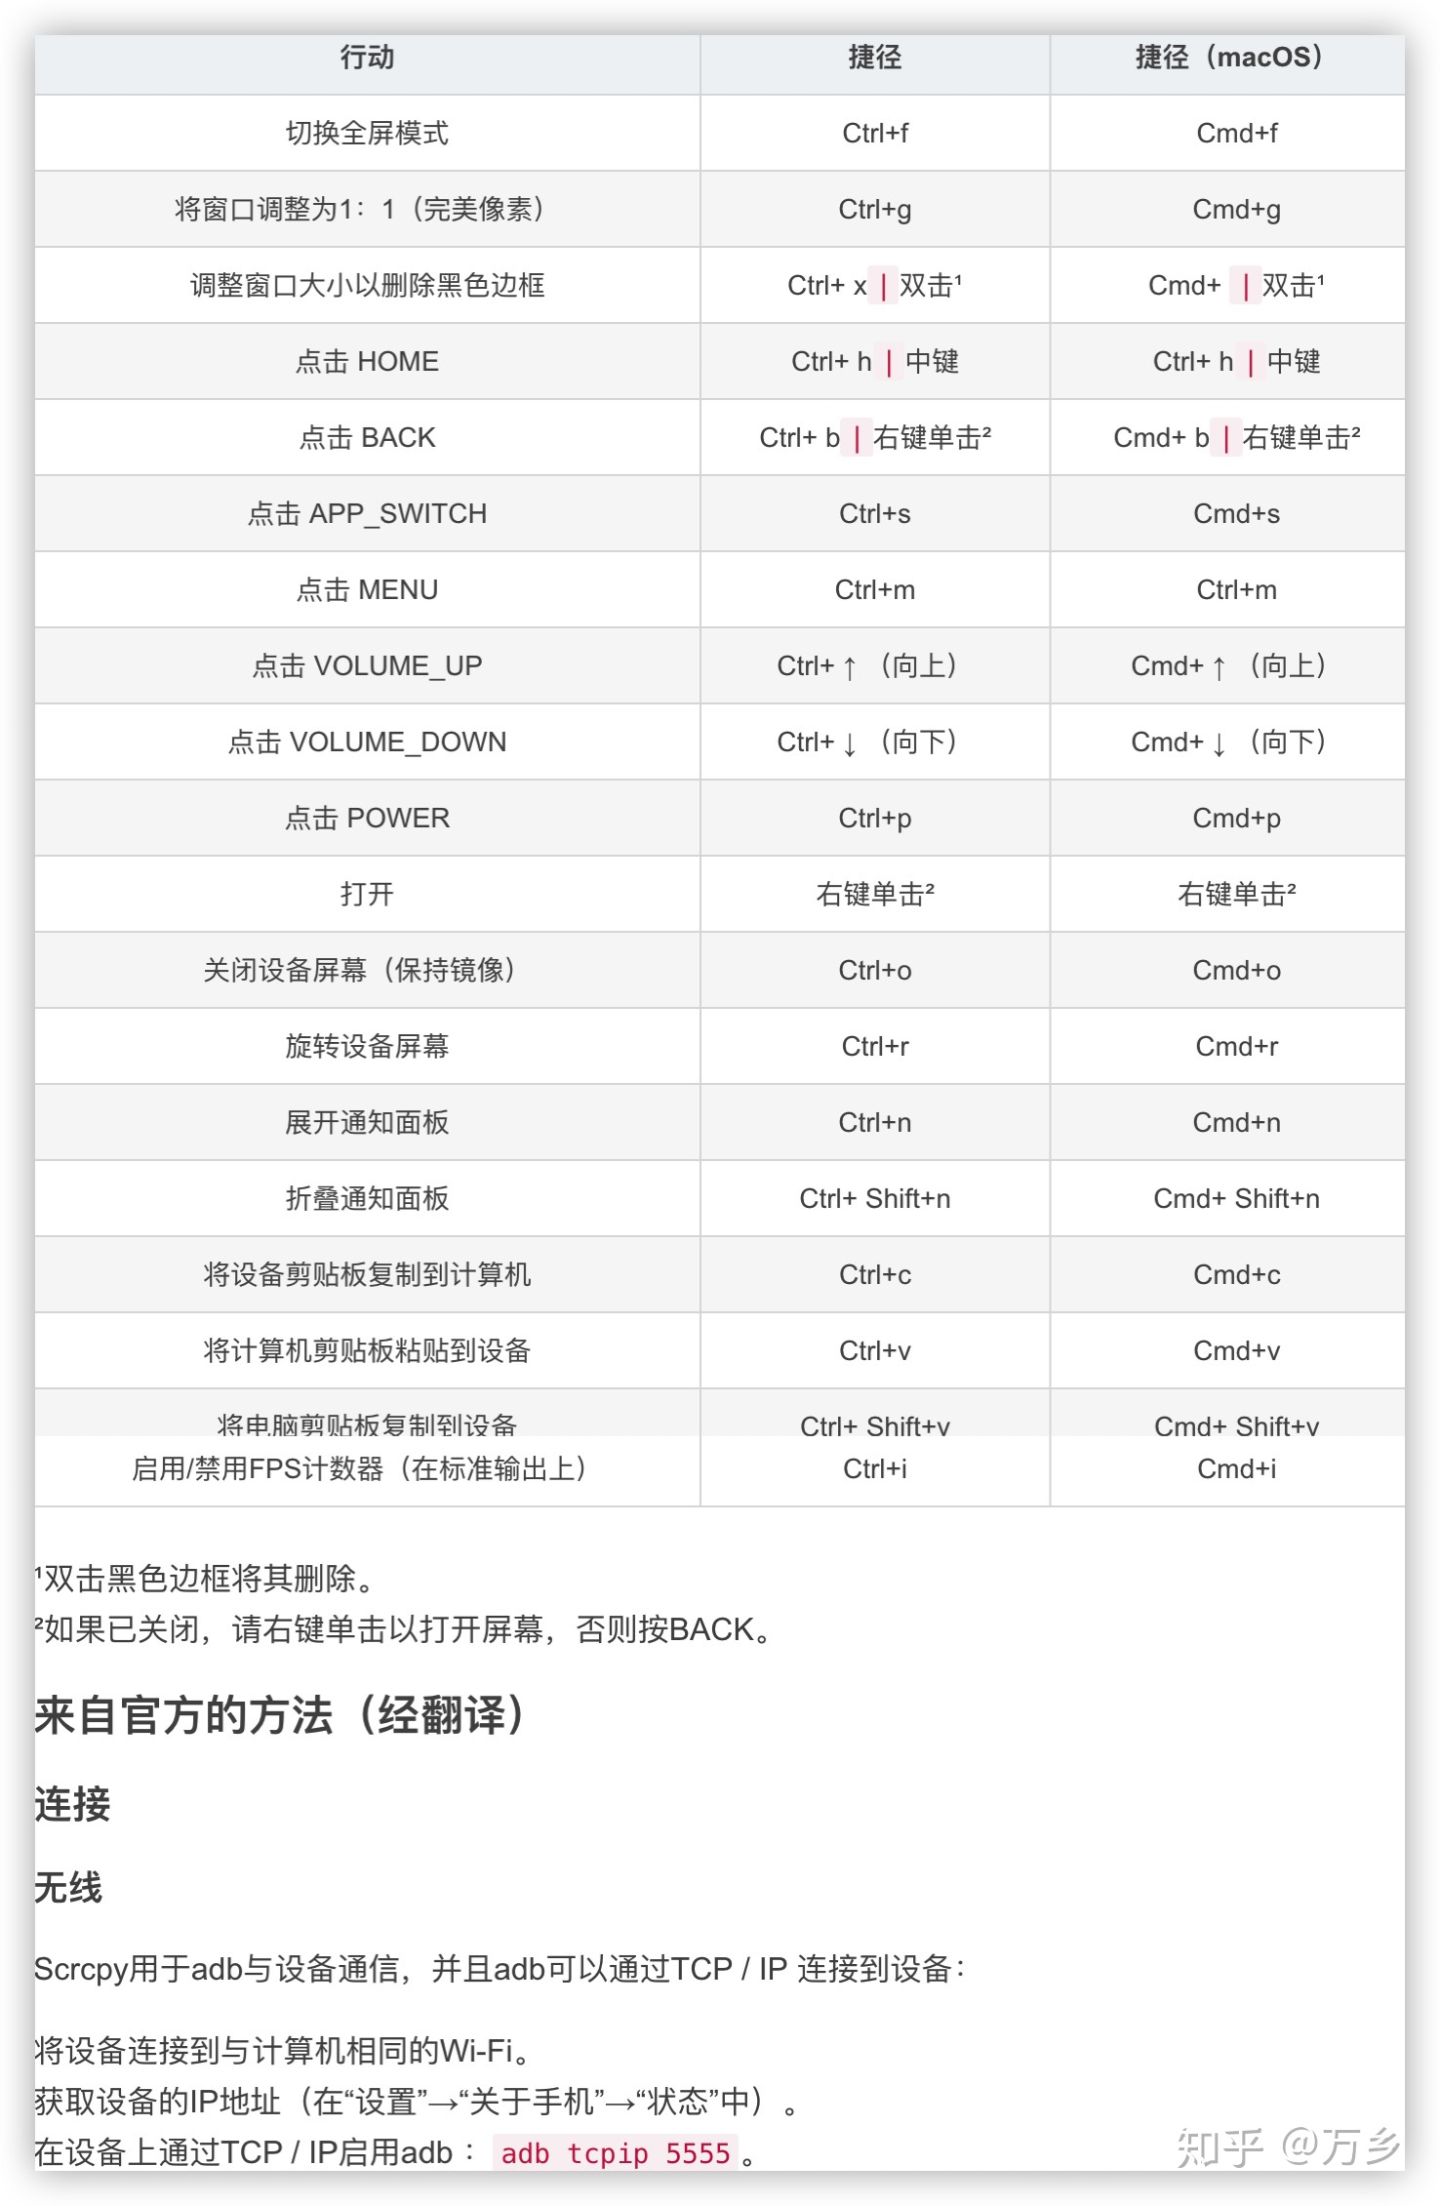 行动 捷径 捷径（macOS）
切换全屏模式 Ctrl+f Cmd+f
将窗口调整为1：1（完美像素） Ctrl+g Cmd+g
调整窗口大小以删除黑色边框 Ctrl+ x | 双击¹ Cmd+ | 双击¹
点击 HOME Ctrl+ h | 中键 Ctrl+ h | 中键
点击 BACK Ctrl+ b | 右键单击² Cmd+ b | 右键单击²
点击 APP_SWITCH Ctrl+s Cmd+s
点击 MENU Ctrl+m Ctrl+m
点击 VOLUME_UP Ctrl+ ↑ （向上） Cmd+ ↑ （向上）
点击 VOLUME_DOWN Ctrl+ ↓ （向下） Cmd+ ↓ （向下）
点击 POWER Ctrl+p Cmd+p
打开 右键单击² 右键单击²
关闭设备屏幕（保持镜像） Ctrl+o Cmd+o
旋转设备屏幕 Ctrl+r Cmd+r
展开通知面板 Ctrl+n Cmd+n
折叠通知面板 Ctrl+ Shift+n Cmd+ Shift+n
将设备剪贴板复制到计算机 Ctrl+c Cmd+c
将计算机剪贴板粘贴到设备 Ctrl+v Cmd+v
将电脑剪贴板复制到设备 Ctrl+ Shift+v Cmd+ Shift+v
启用/禁用FPS计数器（在标准输出上） Ctrl+i Cmd+i
¹双击黑色边框将其删除。
²如果已关闭，请右键单击以打开屏幕，否则按BACK。
来自官方的方法（经翻译）
连接
无线
Scrcpy用于adb与设备通信，并且adb可以通过TCP / IP 连接到设备：
将设备连接到与计算机相同的Wi-Fi。
获取设备的IP地址（在“设置”→“关于手机”→“状态”中）。
在设备上通过TCP / IP启用adb： adb tcpip 5555 。
知乎 @万乡